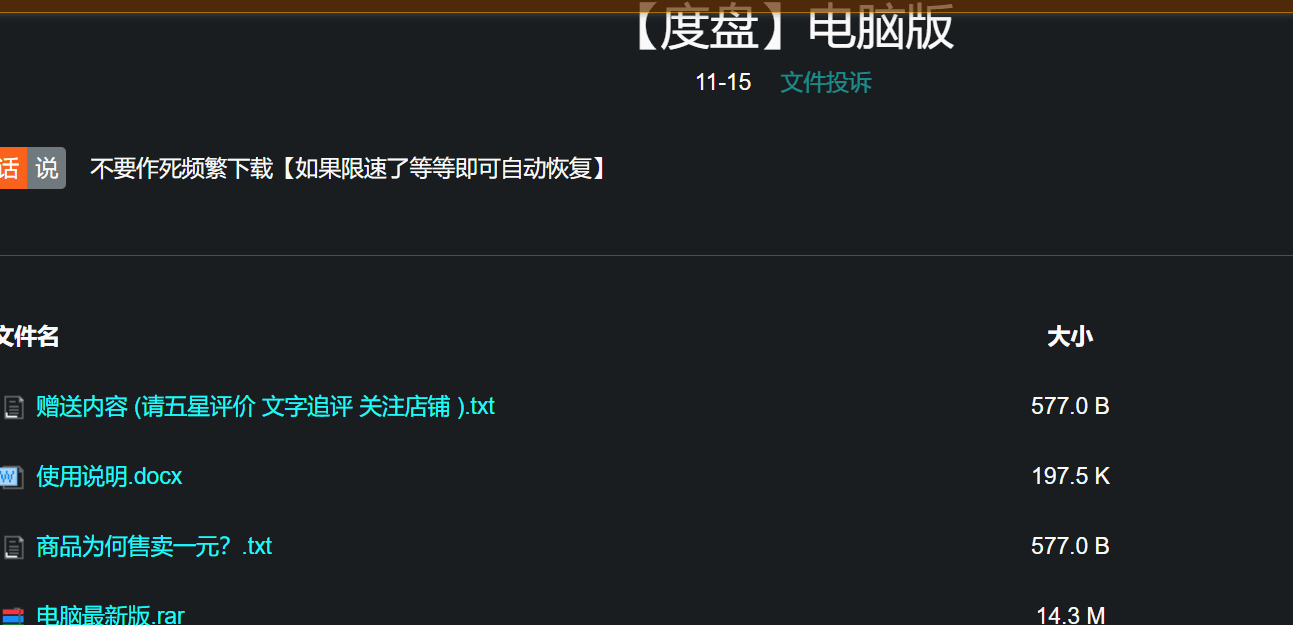 【度盘】电脑版
11-15 文件投诉
话 说 不要作死频繁下载【如果限速了等等即可自动恢复】
文件名 大小
赠送内容 (请五星评价 文字追评 关注店铺 ).txt 577.0 B
使用说明.docx 197.5 K
商品为何售卖一元？.txt 577.0 B
电脑最新版.rar 14.3 M